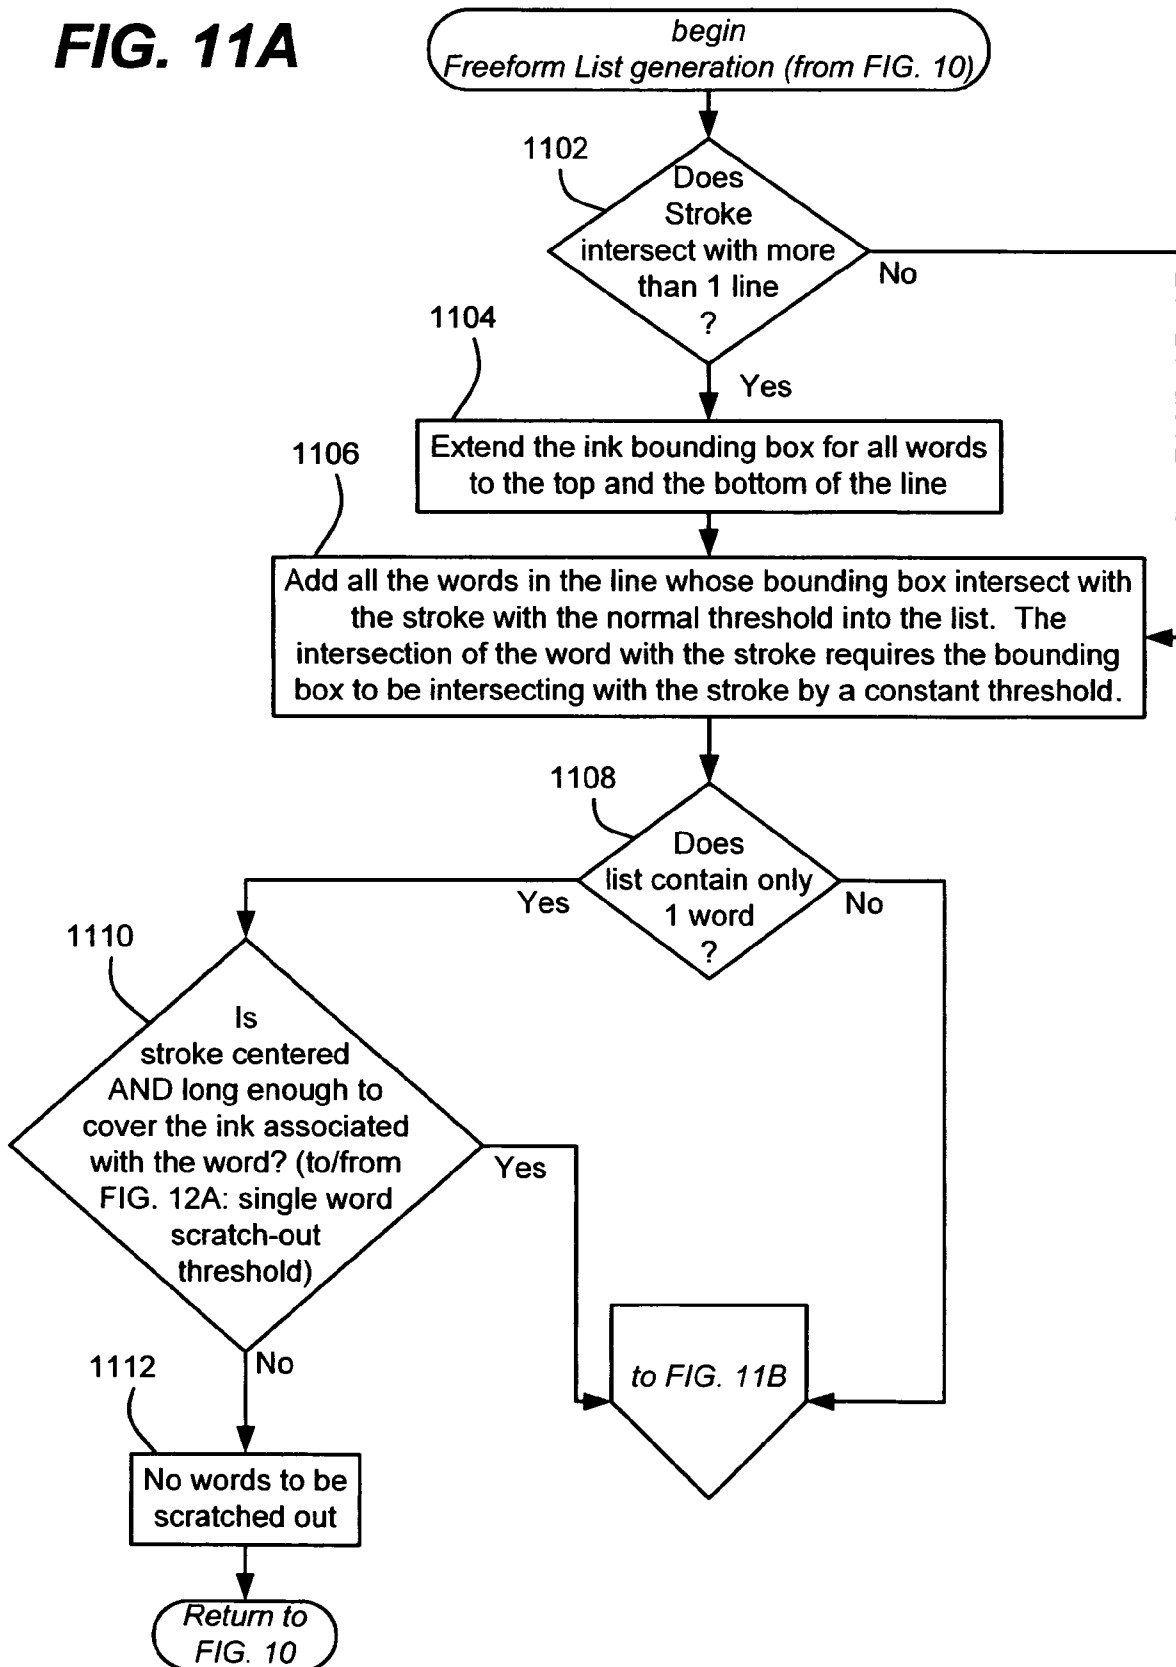 FIG. 11A
begin
Freeform List generation (from FIG. 10)
1102
Does
Stroke
intersect with more
than 1 line
?
No
Yes
1104
Extend the ink bounding box for all words
to the top and the bottom of the line
1106
Add all the words in the line whose bounding box intersect with
the stroke with the normal threshold into the list. The
intersection of the word with the stroke requires the bounding
box to be intersecting with the stroke by a constant threshold.
1108
Does
list contain only
1 word
?
Yes
No
1110
Is
stroke centered
AND long enough to
cover the ink associated
with the word? (to/from
FIG. 12A: single word
scratch-out
threshold)
Yes
No
to FIG. 11B
1112
No words to be
scratched out
Return to
FIG. 10